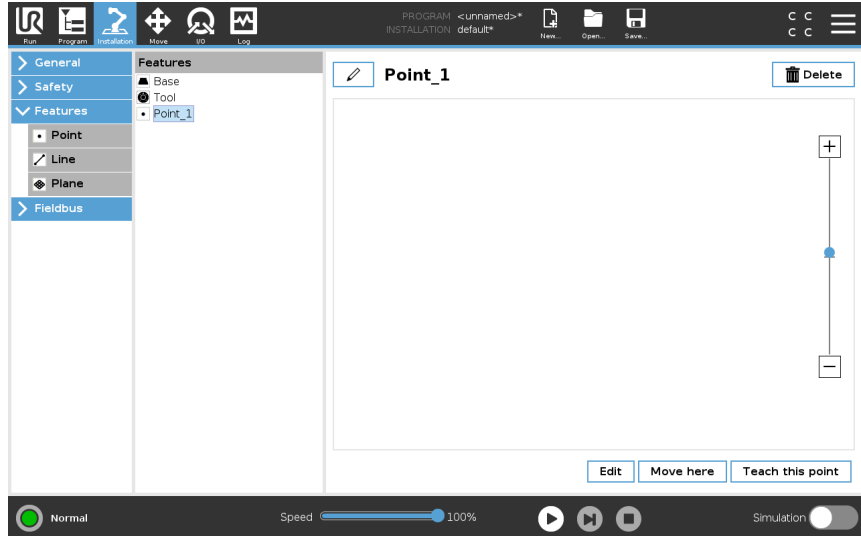 UR
PROGRAM <unnamed>*
INSTALLATION default*
C C
C C
Run
Program
Installation
Move
I/O
Log
New...
Open...
Save...
General
Safety
Features
Point
Line
Plane
Fieldbus
Features
Base
Tool
Point_1
Point_1
Delete
Edit
Move here
Teach this point
Normal
Speed
100%
Simulation